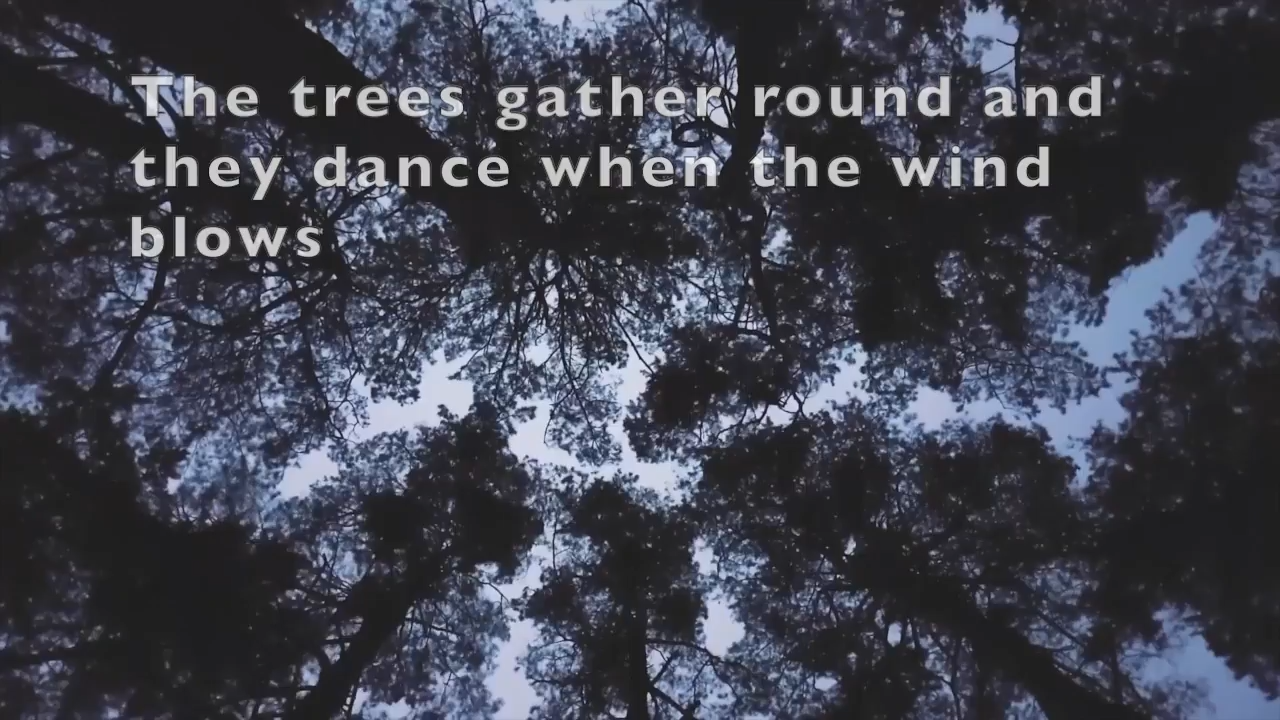 The trees gather round and
they dance when the wind
blows